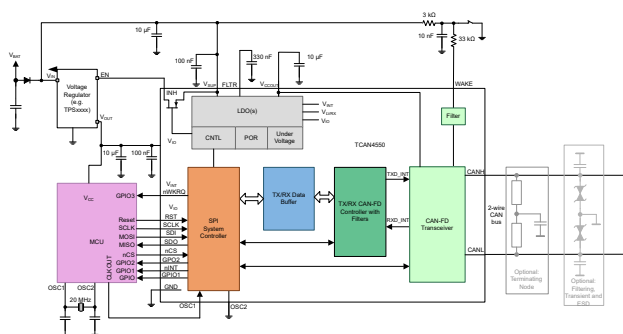 3 kΩ
10 µF
10 nF
33 kΩ
100 nF
330 nF
10 µF
VBAT
VIN
EN
Voltage
Regulator
(e.g.
TPSxxxx)
VOUT
INH
VSUP
FLTR
VCCOUT
WAKE
LDO(s)
VINT
VIO
CNTL
POR
Under
Voltage
Filter
VIO
TCAN4550
10 µF
100 nF
VCC
MCU
GPIO3
VINT
nWKRQ
VIO
Reset
RST
SCLK
SCLK
MOSI
SDI
MISO
SDO
nCS
nCS
GPIO2
GPO2
GPIO1
nINT
GPIO
GPIO1
GND
CLKOUT
OSC1
OSC2
20 MHz
OSC1
OSC2
SPI
System
Controller
TX/RX Data
Buffer
TX/RX CAN-FD
Controller with
Filters
TXD_INT
RXD_INT
CAN-FD
Transceiver
CANH
CANL
2-wire
CAN
bus
Optional:
Terminating
Node
Optional:
Filtering,
Transient and
ESD